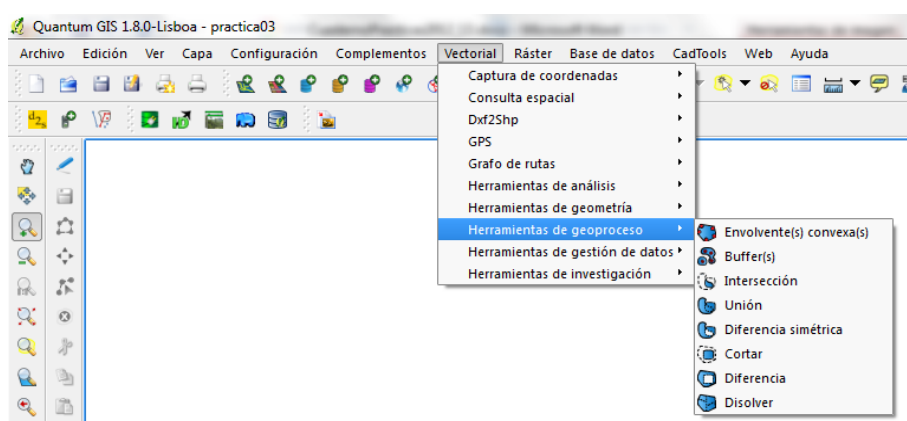 Quantum GIS 1.8.0-Lisboa - practica03
Archivo Edición Ver Capa Configuración Complementos Vectorial Ráster Base de datos CadTools Web Ayuda
Captura de coordenadas
Consulta espacial
Dxf2Shp
GPS
Grafo de rutas
Herramientas de análisis
Herramientas de geometría
Herramientas de geoproceso
Herramientas de gestión de datos
Herramientas de investigación
Envolvente(s) convexa(s)
Buffer(s)
Intersección
Unión
Diferencia simétrica
Cortar
Diferencia
Disolver